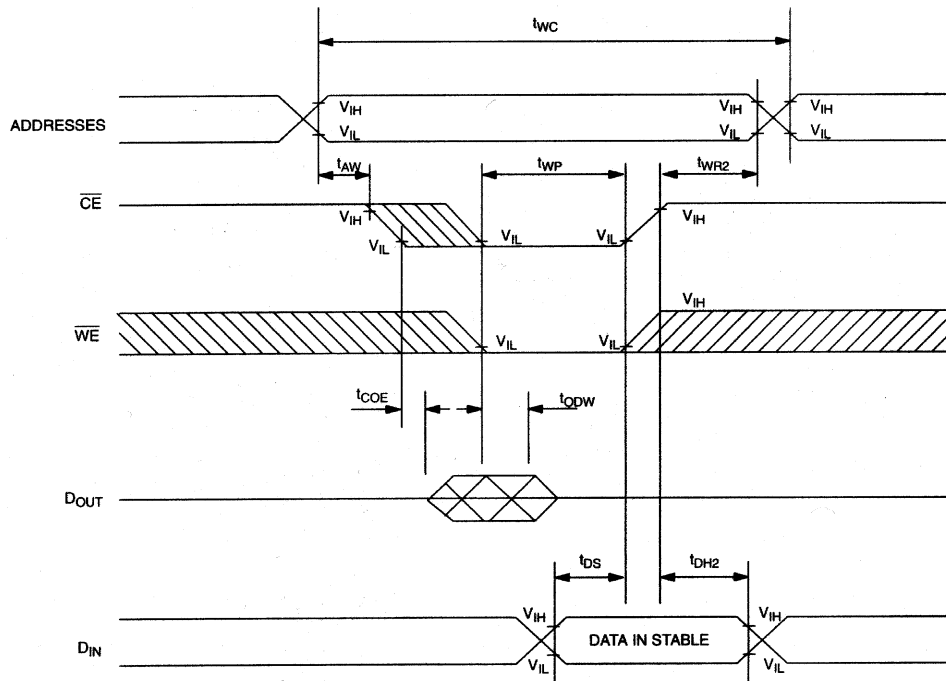 tWC
ADDRESSES
VIH
VIL
VIH
VIL
VIH
VIL
tAW
tWP
tWR2
CE
VIH
VIL
VIL
VIL
VIH
WE
VIL
VIL
VIH
tCOE
tODW
DOUT
tDS
tDH2
DIN
VIH
VIL
DATA IN STABLE
VIH
VIL